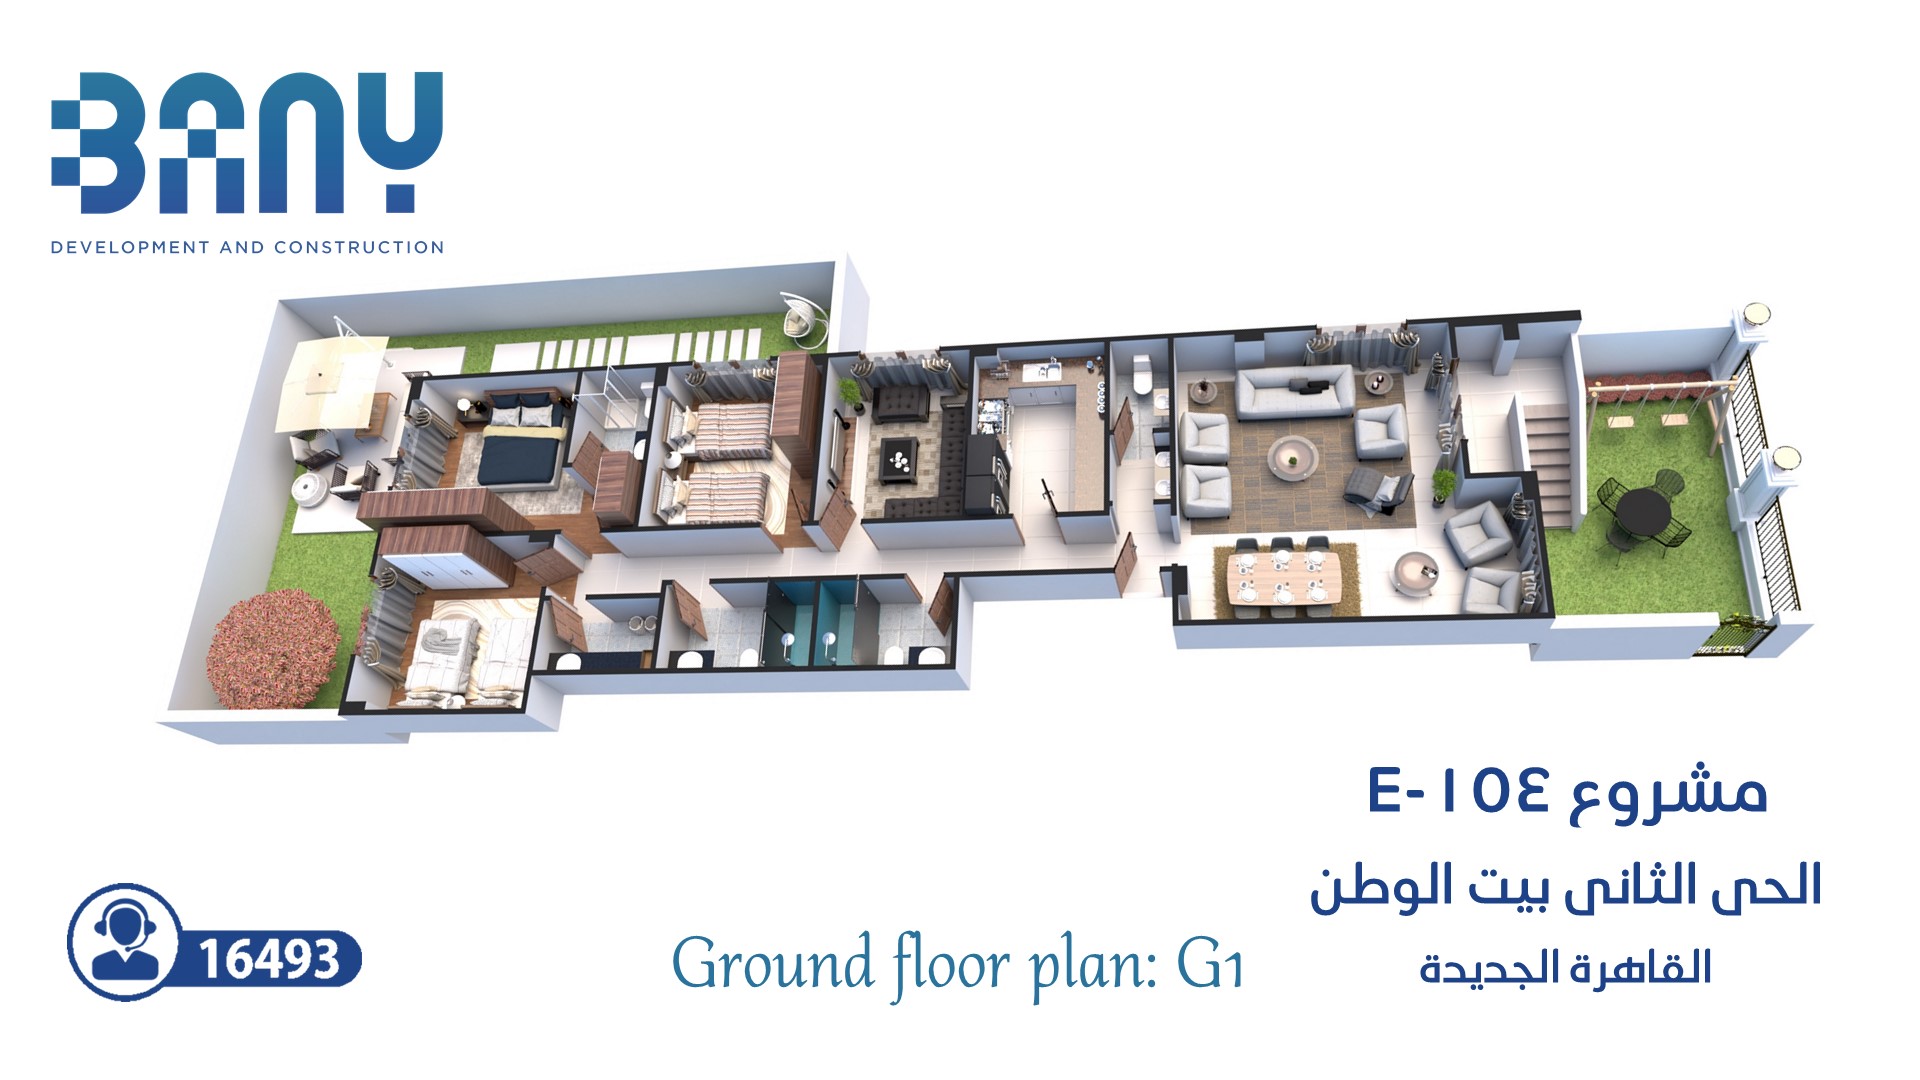 BANY
DEVELOPMENT AND CONSTRUCTION
مشروع E-١٥٤
الحى الثانى بيت الوطن
القاهرة الجديدة
Ground floor plan: G1
16493